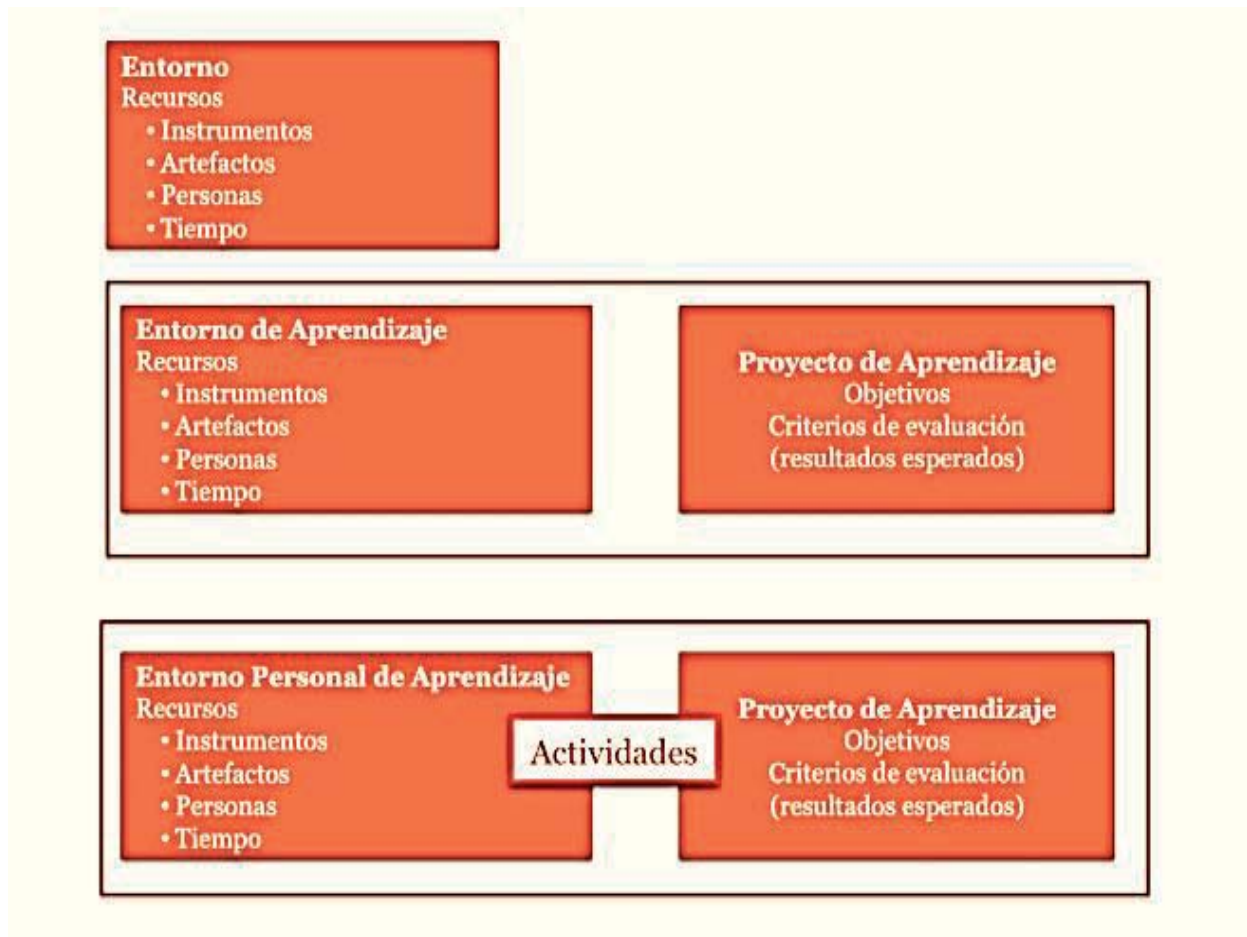 Entorno
Recursos
• Instrumentos
• Artefactos
• Personas
• Tiempo
Entorno de Aprendizaje
Recursos
• Instrumentos
• Artefactos
• Personas
• Tiempo
Proyecto de Aprendizaje
Objetivos
Criterios de evaluación
(resultados esperados)
Entorno Personal de Aprendizaje
Recursos
• Instrumentos
• Artefactos
• Personas
• Tiempo
Actividades
Proyecto de Aprendizaje
Objetivos
Criterios de evaluación
(resultados esperados)